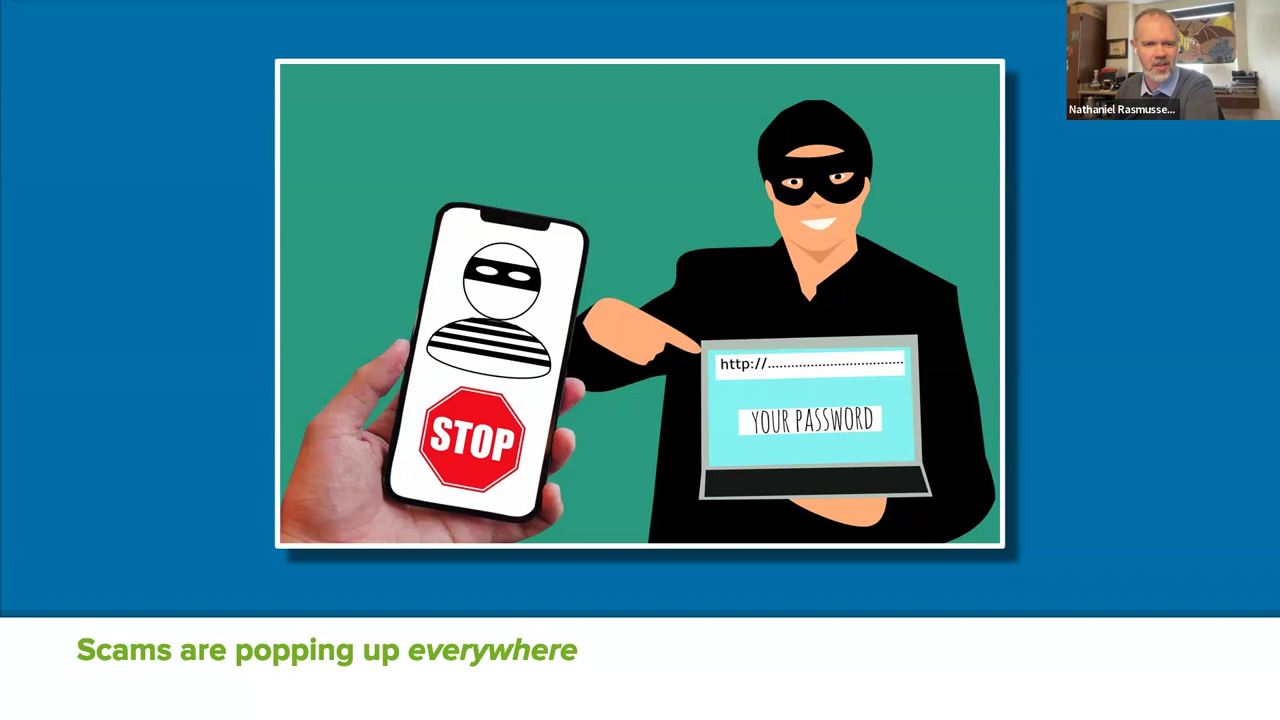 Nathaniel Rasmusse...
http://..................................
YOUR PASSWORD
STOP
Scams are popping up everywhere